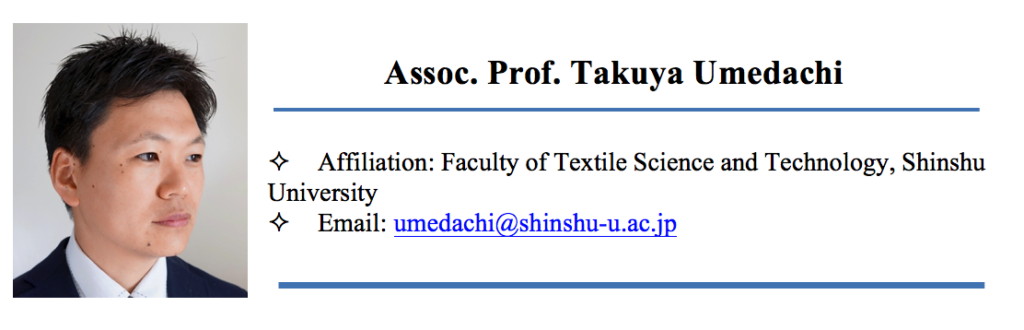 Assoc. Prof. Takuya Umedachi
✧ Affiliation: Faculty of Textile Science and Technology, Shinshu
University
✧ Email: umedachi@shinshu-u.ac.jp